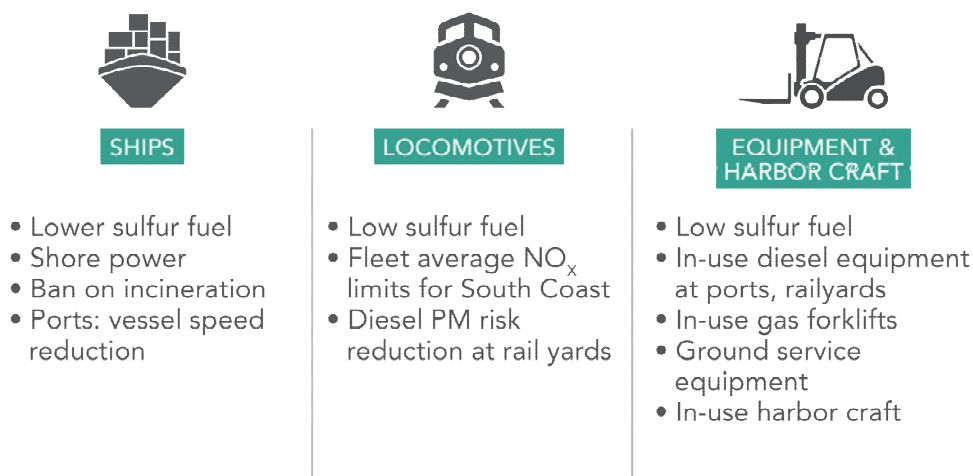 SHIPS
• Lower sulfur fuel
• Shore power
• Ban on incineration
• Ports: vessel speed
reduction
LOCOMOTIVES
• Low sulfur fuel
• Fleet average NOx
limits for South Coast
• Diesel PM risk
reduction at rail yards
EQUIPMENT &
HARBOR CRAFT
• Low sulfur fuel
• In-use diesel equipment
at ports, railyards
• In-use gas forklifts
• Ground service
equipment
• In-use harbor craft